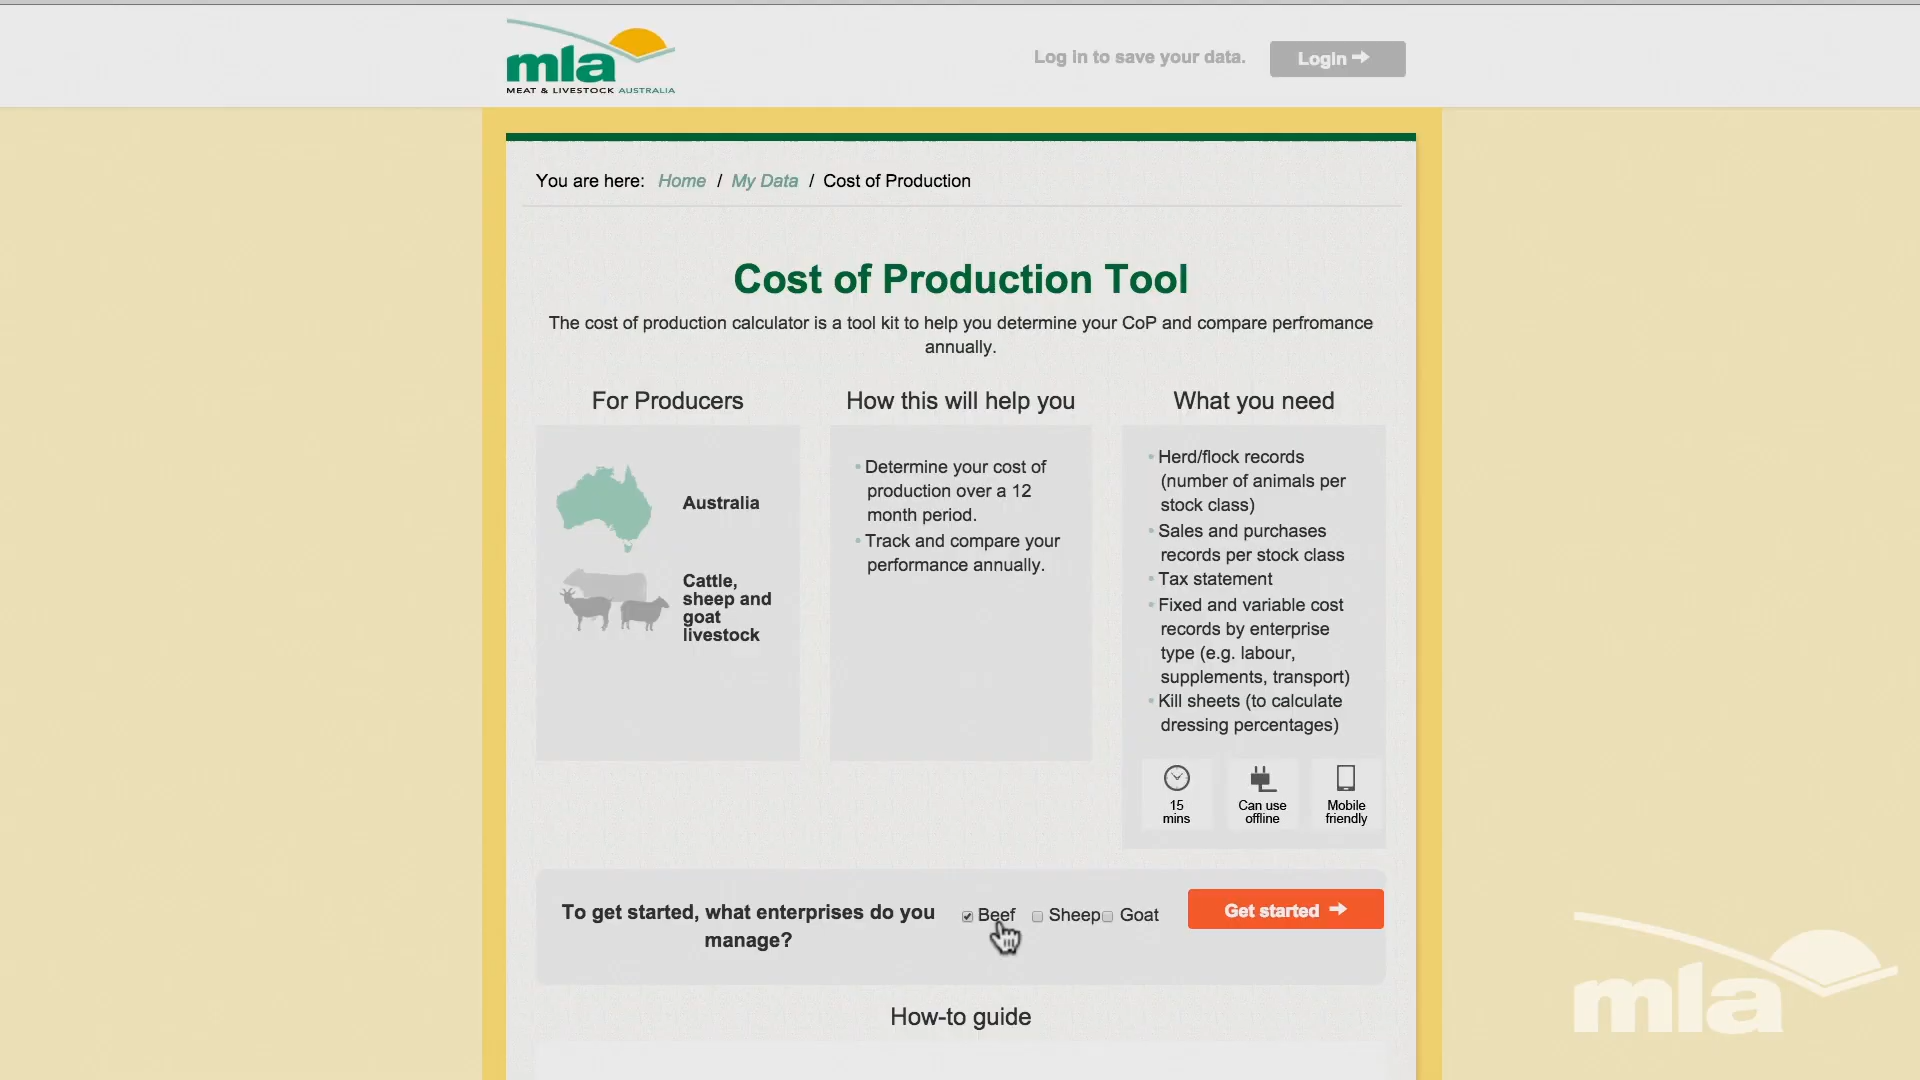 mla
MEAT & LIVESTOCK AUSTRALIA
Log in to save your data.
Login
You are here: Home / My Data / Cost of Production
Cost of Production Tool
The cost of production calculator is a tool kit to help you determine your CoP and compare perfromance
annually.
For Producers
Australia
Cattle,
sheep and
goat
livestock
How this will help you
Determine your cost of
production over a 12
month period.
Track and compare your
performance annually.
What you need
Herd/flock records
(number of animals per
stock class)
Sales and purchases
records per stock class
Tax statement
Fixed and variable cost
records by enterprise
type (e.g. labour,
supplements, transport)
Kill sheets (to calculate
dressing percentages)
15
mins
Can use
offline
Mobile
friendly
To get started, what enterprises do you
manage?
Beef Sheep Goat
Get started
How-to guide
mla